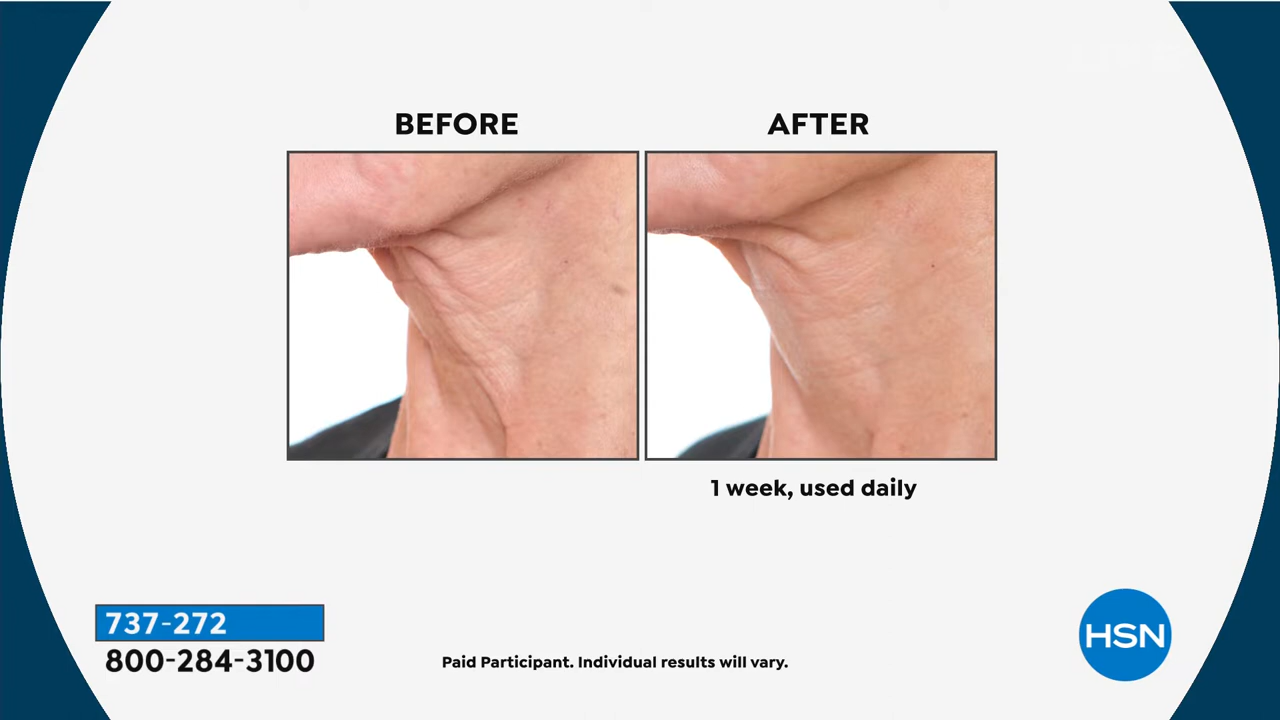 BEFORE
AFTER
1 week, used daily
737-272
800-284-3100
Paid Participant. Individual results will vary.
HSN